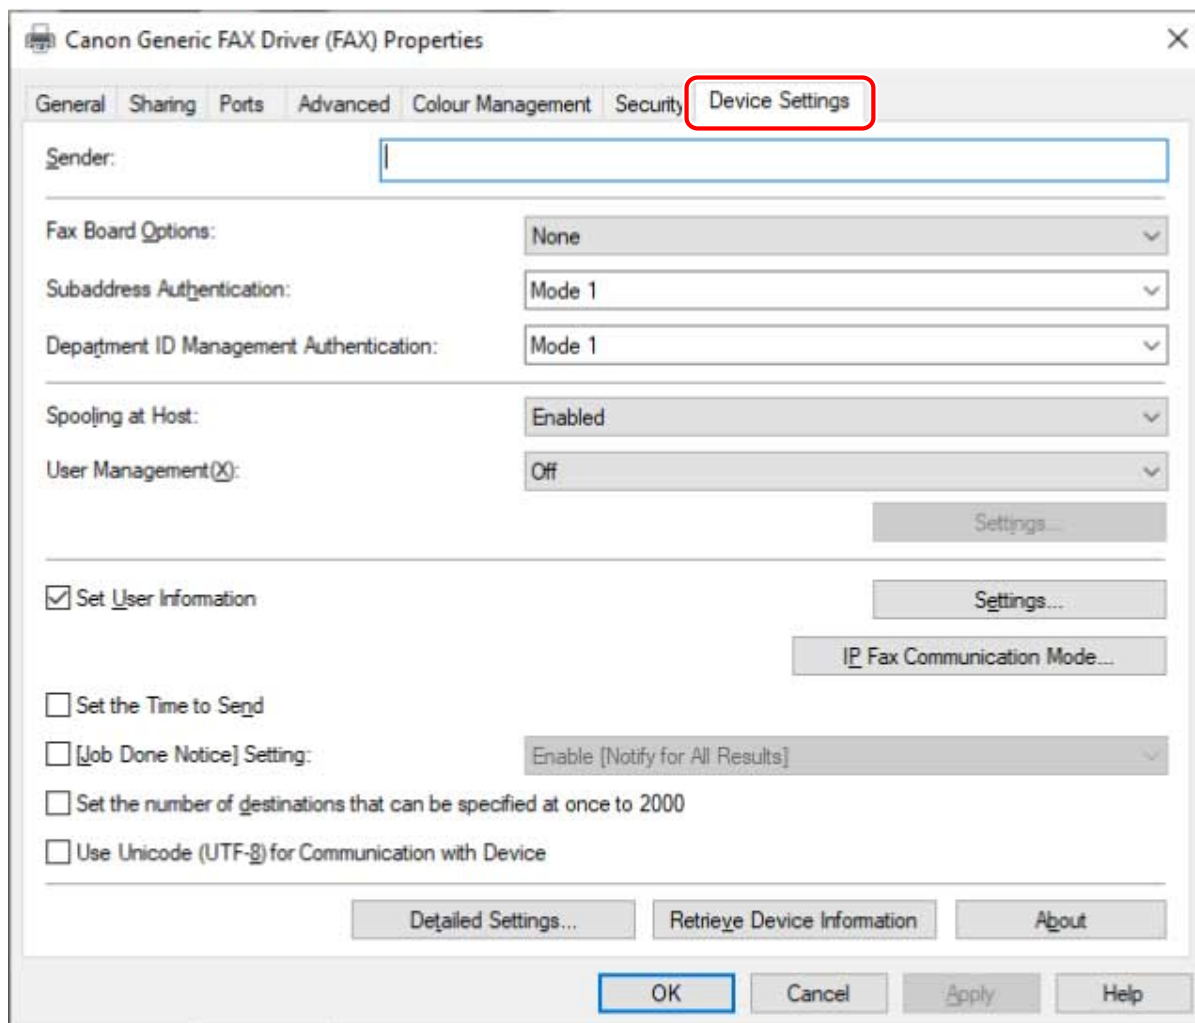 Canon Generic FAX Driver (FAX) Properties
General Sharing Ports Advanced Colour Management Security Device Settings
Sender:
Fax Board Options: None
Subaddress Authentication: Mode 1
Department ID Management Authentication: Mode 1
Spooling at Host: Enabled
User Management(X): Off
Settings...
Set User Information Settings...
IP Fax Communication Mode...
Set the Time to Send
[Job Done Notice] Setting: Enable [Notify for All Results]
Set the number of destinations that can be specified at once to 2000
Use Unicode (UTF-8) for Communication with Device
Detailed Settings... Retrieve Device Information About
OK Cancel Apply Help